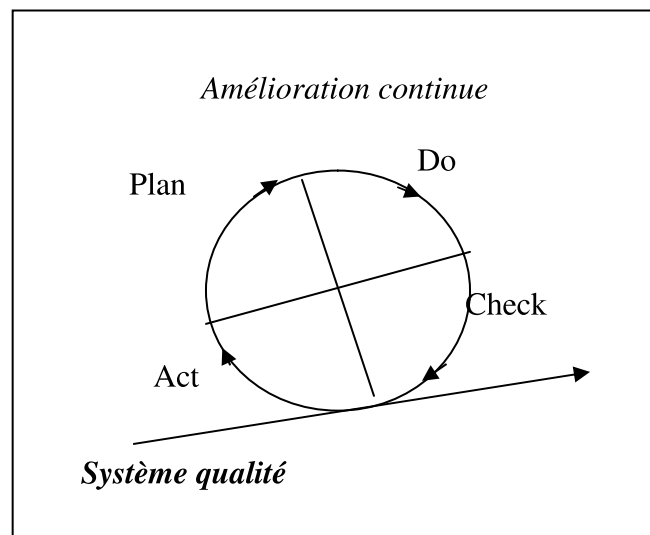 Amélioration continue
Do
Plan
Check
Act
Système qualité